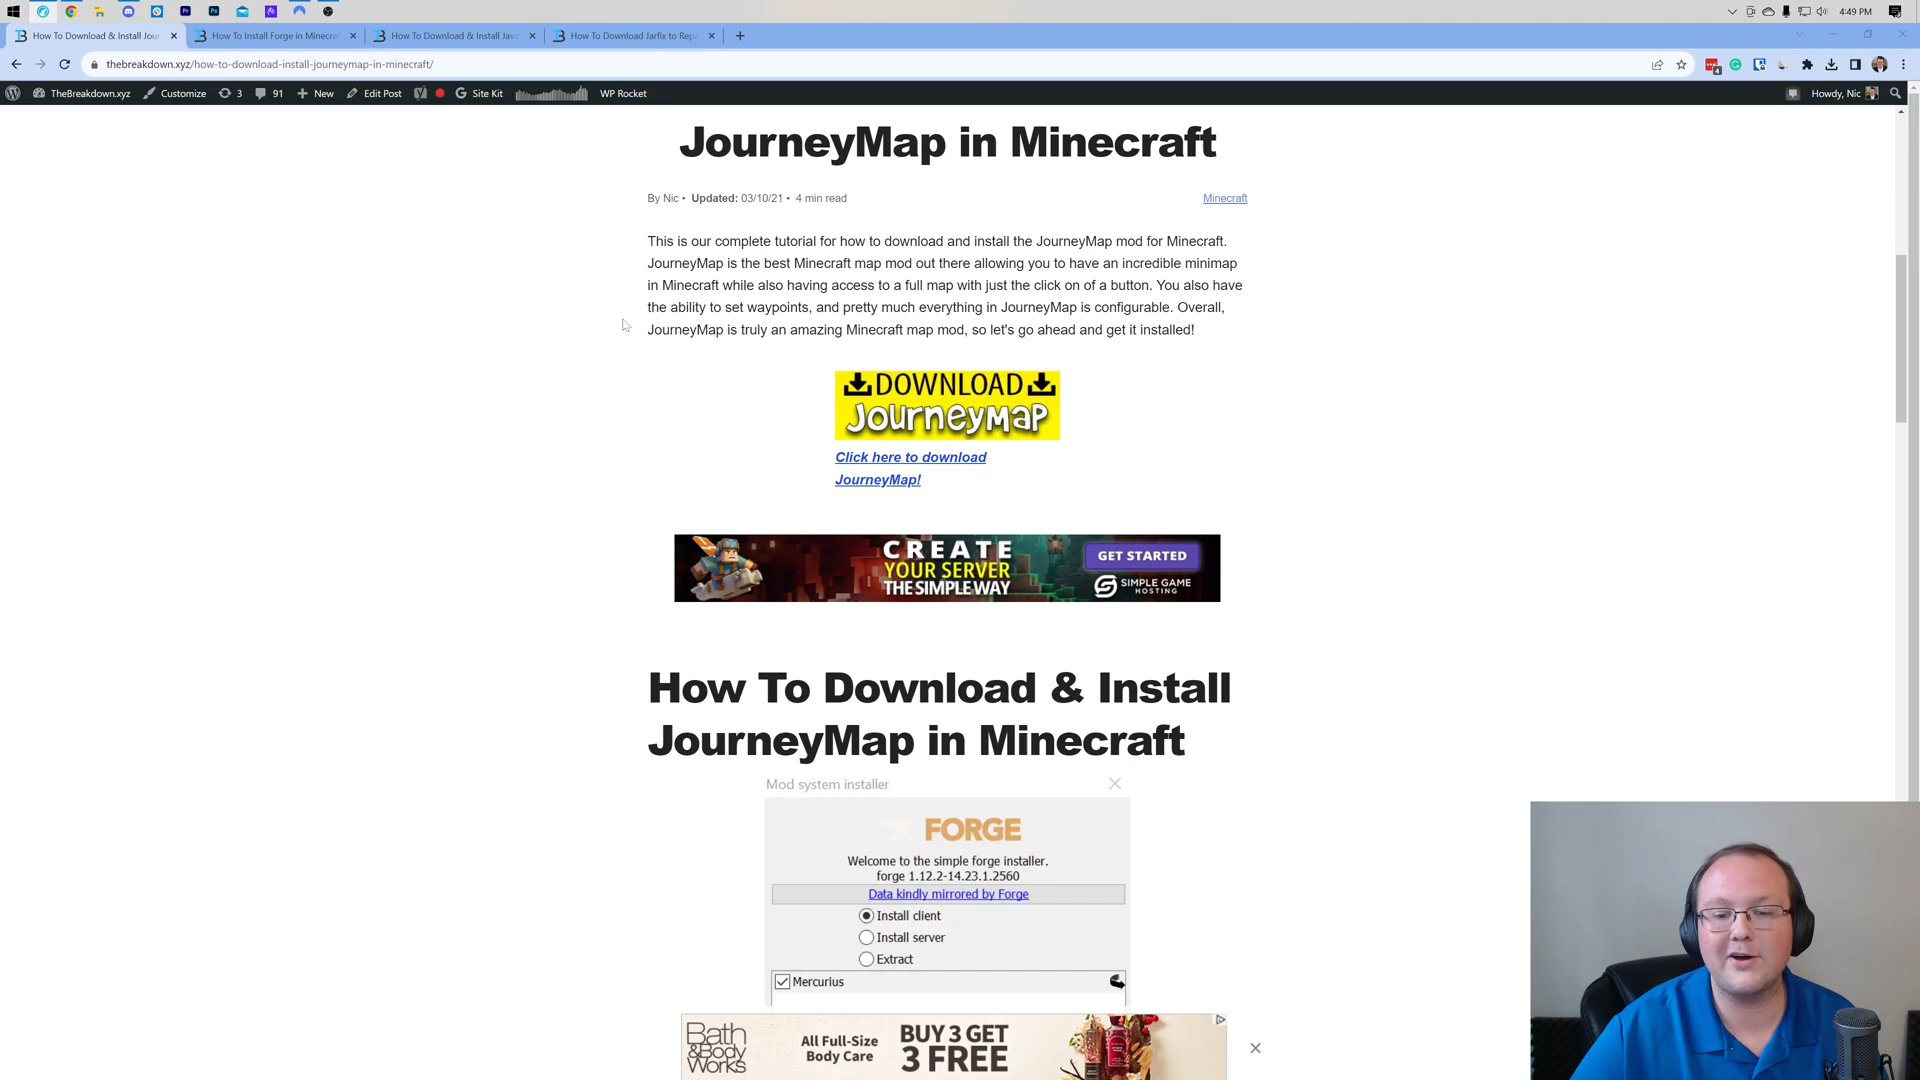 4:49 PM
How To Download & Install Jour
How To Install Forge in Minecra
How To Download & Install Java
How To Download Jarfix to Repa
thebreakdown.xyz/how-to-download-install-journeymap-in-minecraft/
TheBreakdown.xyz Customize 3 91 New Edit Post Site Kit WP Rocket Howdy, Nic
JourneyMap in Minecraft
By Nic • Updated: 03/10/21 • 4 min read
Minecraft
This is our complete tutorial for how to download and install the JourneyMap mod for Minecraft.
JourneyMap is the best Minecraft map mod out there allowing you to have an incredible minimap
in Minecraft while also having access to a full map with just the click on of a button. You also have
the ability to set waypoints, and pretty much everything in JourneyMap is configurable. Overall,
JourneyMap is truly an amazing Minecraft map mod, so let's go ahead and get it installed!
DOWNLOAD
JOURNEYMAP
Click here to download
JourneyMap!
CREATE
YOUR SERVER
THE SIMPLE WAY
GET STARTED
SIMPLE GAME
HOSTING
How To Download & Install
JourneyMap in Minecraft
Mod system installer
FORGE
Welcome to the simple forge installer.
forge 1.12.2-14.23.1.2560
Data kindly mirrored by Forge
Install client
Install server
Extract
Mercurius
Bath
& Body
Works
All Full-Size
Body Care
BUY 3 GET
3 FREE